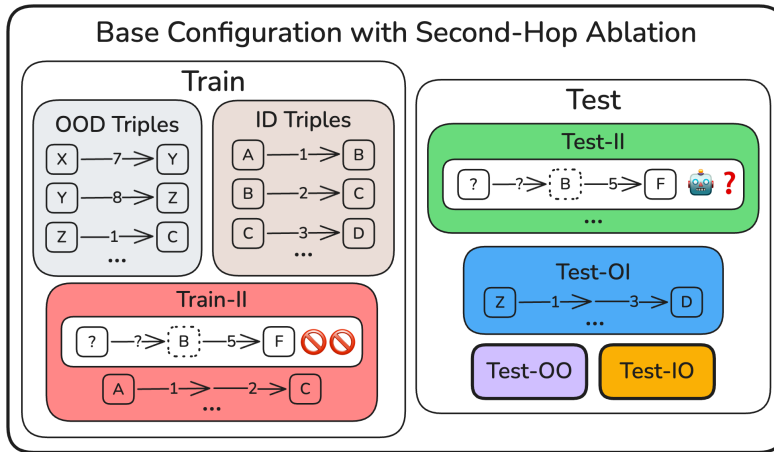 Base Configuration with Second-Hop Ablation
Train
OOD Triples
X 7 Y
Y 8 Z
Z 1 C
...
ID Triples
A 1 B
B 2 C
C 3 D
...
Train-II
? ? B 5 F
A 1 2 C
...
Test
Test-II
? ? B 5 F ?
...
Test-OI
Z 1 3 D
...
Test-OO
Test-IO